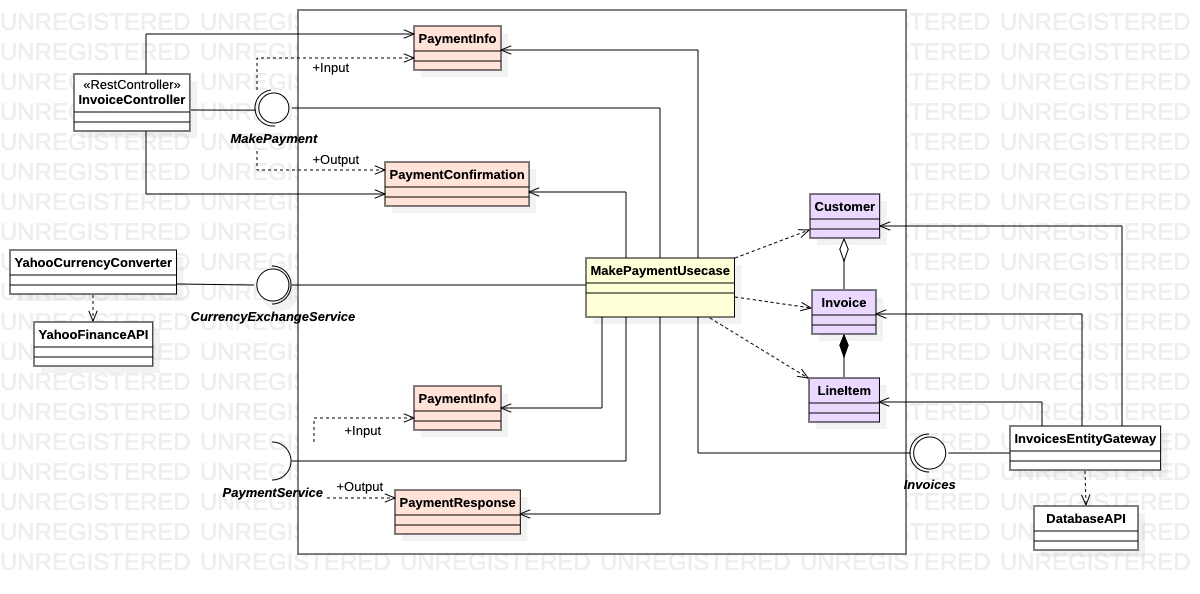 PaymentInfo
+Input
«RestController»
InvoiceController
MakePayment
+Output
PaymentConfirmation
Customer
YahooCurrencyConverter
MakePaymentUsecase
Invoice
CurrencyExchangeService
YahooFinanceAPI
LineItem
PaymentInfo
+Input
InvoicesEntityGateway
PaymentService
+Output
Invoices
PaymentResponse
DatabaseAPI
UNREGISTERED UNREGISTERED UNREGISTERED UNREGISTERED UNREGISTERED UNREGISTERED